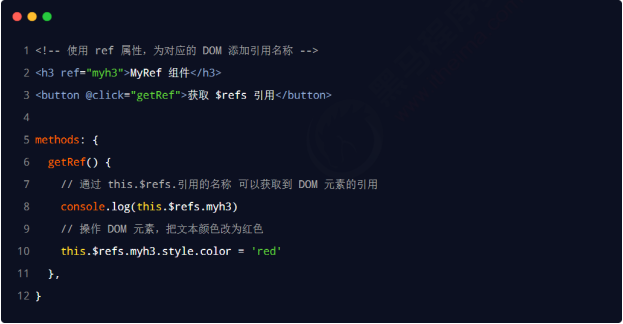 1 <!-- 使用 ref 属性，为对应的 DOM 添加引用名称 -->
2 <h3 ref="myh3">MyRef 组件</h3>
3 <button @click="getRef">获取 $refs 引用</button>
4
5 methods: {
6 getRef() {
7 // 通过 this.$refs.引用的名称 可以获取到 DOM 元素的引用
8 console.log(this.$refs.myh3)
9 // 操作 DOM 元素，把文本颜色改为红色
10 this.$refs.myh3.style.color = 'red'
11 },
12 }